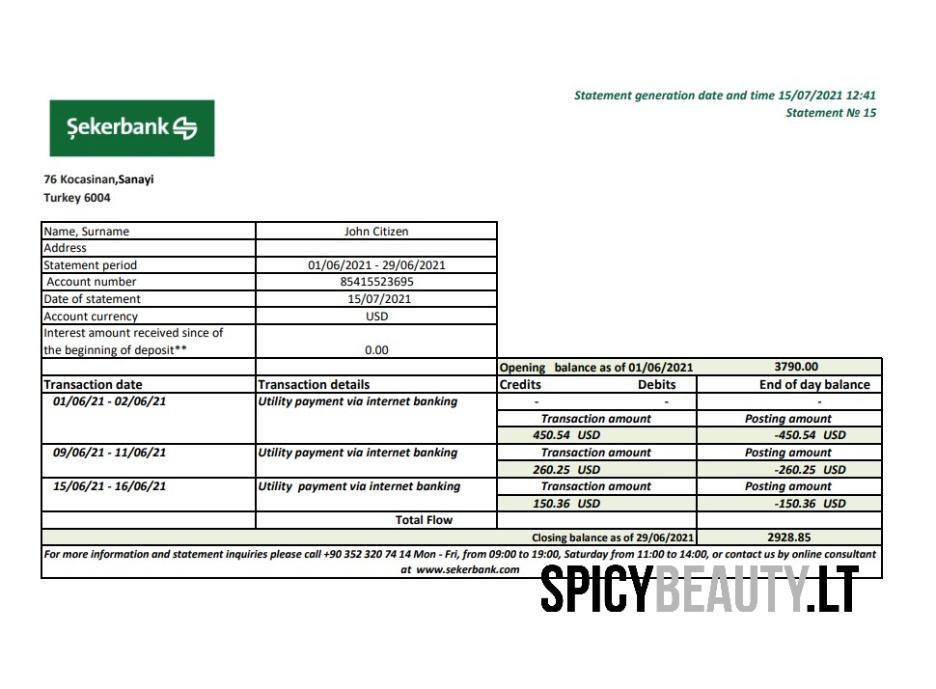 Statement generation date and time 15/07/2021 12:41
Statement № 15
Şekerbank
76 Kocasinan,Sanayi
Turkey 6004
Name, Surname John Citizen
Address
Statement period 01/06/2021 - 29/06/2021
Account number 85415523695
Date of statement 15/07/2021
Account currency USD
Interest amount received since of
the beginning of deposit** 0.00
Opening balance as of 01/06/2021 3790.00
Transaction date Transaction details Credits Debits End of day balance
01/06/21 - 02/06/21 Utility payment via internet banking - - -
Transaction amount Posting amount
450.54 USD -450.54 USD
09/06/21 - 11/06/21 Utility payment via internet banking Transaction amount Posting amount
260.25 USD -260.25 USD
15/06/21 - 16/06/21 Utility payment via internet banking Transaction amount Posting amount
150.36 USD -150.36 USD
Total Flow
Closing balance as of 29/06/2021 2928.85
For more information and statement inquiries please call +90 352 320 74 14 Mon - Fri, from 09:00 to 19:00, Saturday from 11:00 to 14:00, or contact us by online consultant
at www.sekerbank.com
SPICYBEAUTY.LT